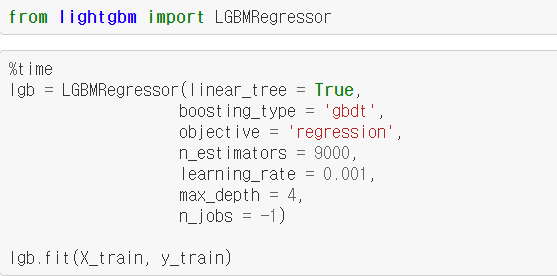 from lightgbm import LGBMRegressor
%time
lgb = LGBMRegressor(linear_tree = True,
boosting_type = 'gbdt',
objective = 'regression',
n_estimators = 9000,
learning_rate = 0.001,
max_depth = 4,
n_jobs = -1)
lgb.fit(X_train, y_train)